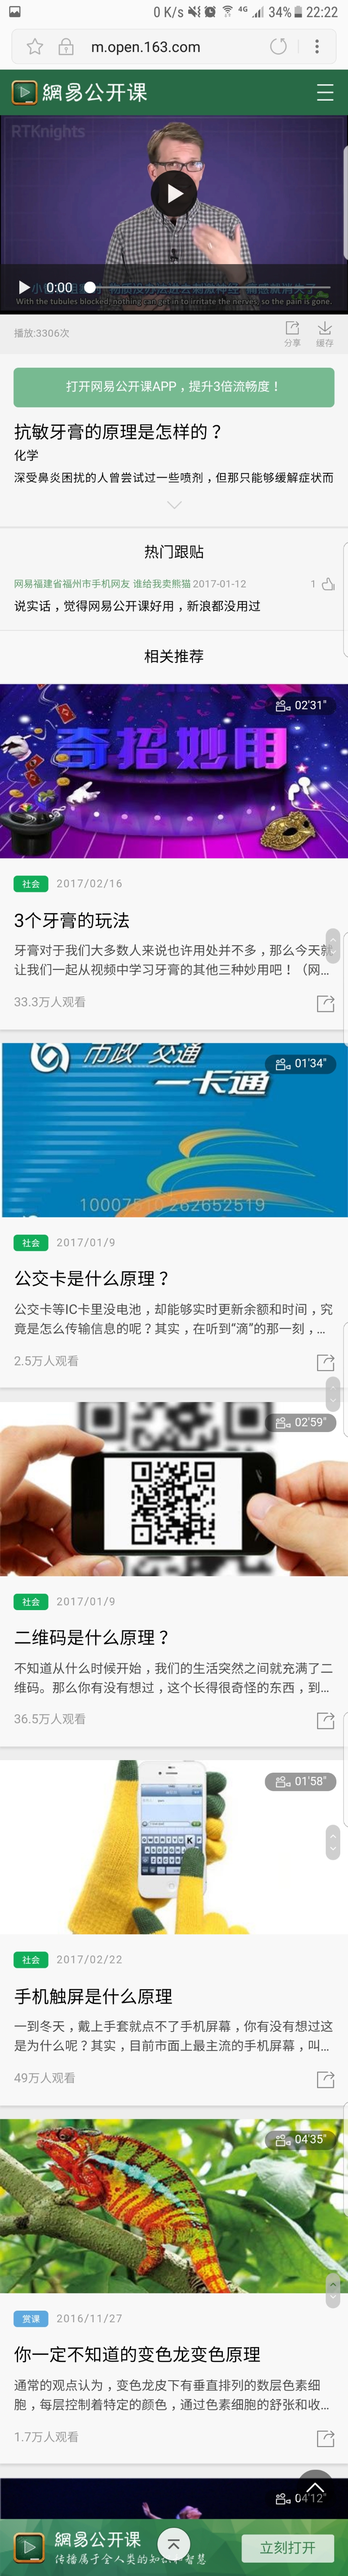 0 K/s 4G 34% 22:22
m.open.163.com
網易公开课
RTKnights
With the tubules blocked, nothing can get in to irritate the nerves, so the pain is gone.
0:00
播放:3306次
分享 缓存
打开网易公开课APP，提升3倍流畅度！
抗敏牙膏的原理是怎样的？
化学
深受鼻炎困扰的人曾尝试过一些喷剂，但那只能够缓解症状而
热门跟贴
网易福建省福州市手机网友 谁给我卖熊猫 2017-01-12 1
说实话，觉得网易公开课好用，新浪都没用过
相关推荐
02'31"
奇招妙用
社会 2017/02/16
3个牙膏的玩法
牙膏对于我们大多数人来说也许用处并不多，那么今天就
让我们一起从视频中学习牙膏的其他三种妙用吧！（网...
33.3万人观看
01'34"
市政 交通
一卡通
社会 2017/01/9
公交卡是什么原理？
公交卡等IC卡里没电池，却能够实时更新余额和时间，究
竟是怎么传输信息的呢？其实，在听到“滴”的那一刻，...
2.5万人观看
02'59"
社会 2017/01/9
二维码是什么原理？
不知道从什么时候开始，我们的生活突然之间就充满了二
维码。那么你有没有想过，这个长得很奇怪的东西，到...
36.5万人观看
01'58"
社会 2017/02/22
手机触屏是什么原理
一到冬天，戴上手套就点不了手机屏幕，你有没有想过这
是为什么呢？其实，目前市面上最主流的手机屏幕，叫...
49万人观看
04'35"
赏课 2016/11/27
你一定不知道的变色龙变色原理
通常的观点认为，变色龙皮下有垂直排列的数层色素细
胞，每层控制着特定的颜色，通过色素细胞的舒张和收...
1.7万人观看
04'12"
網易公开课
传播属于全人类的知识和智慧
立刻打开